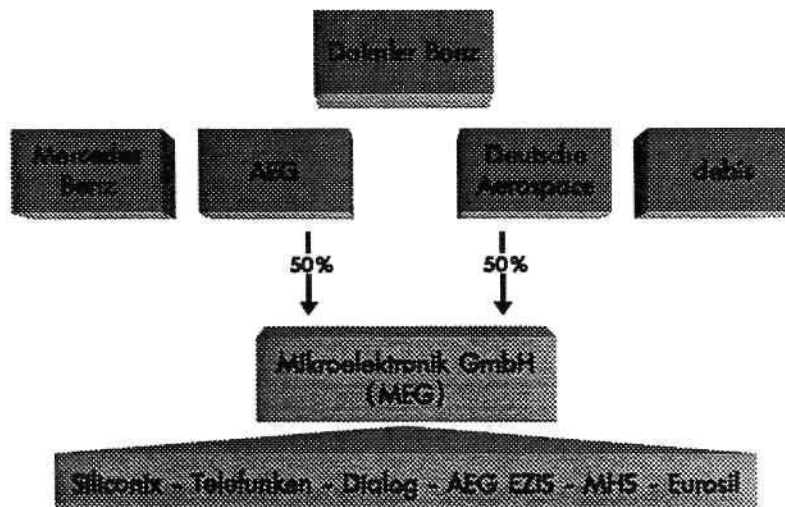 Daimler Benz
Mercedes
Benz
AEG
Deutsche
Aerospace
debis
50%
50%
Mikroelektronik GmbH
(MEG)
Siliconix - Telefunken - Dialog - AEG EZIS - MHS - Eurosil